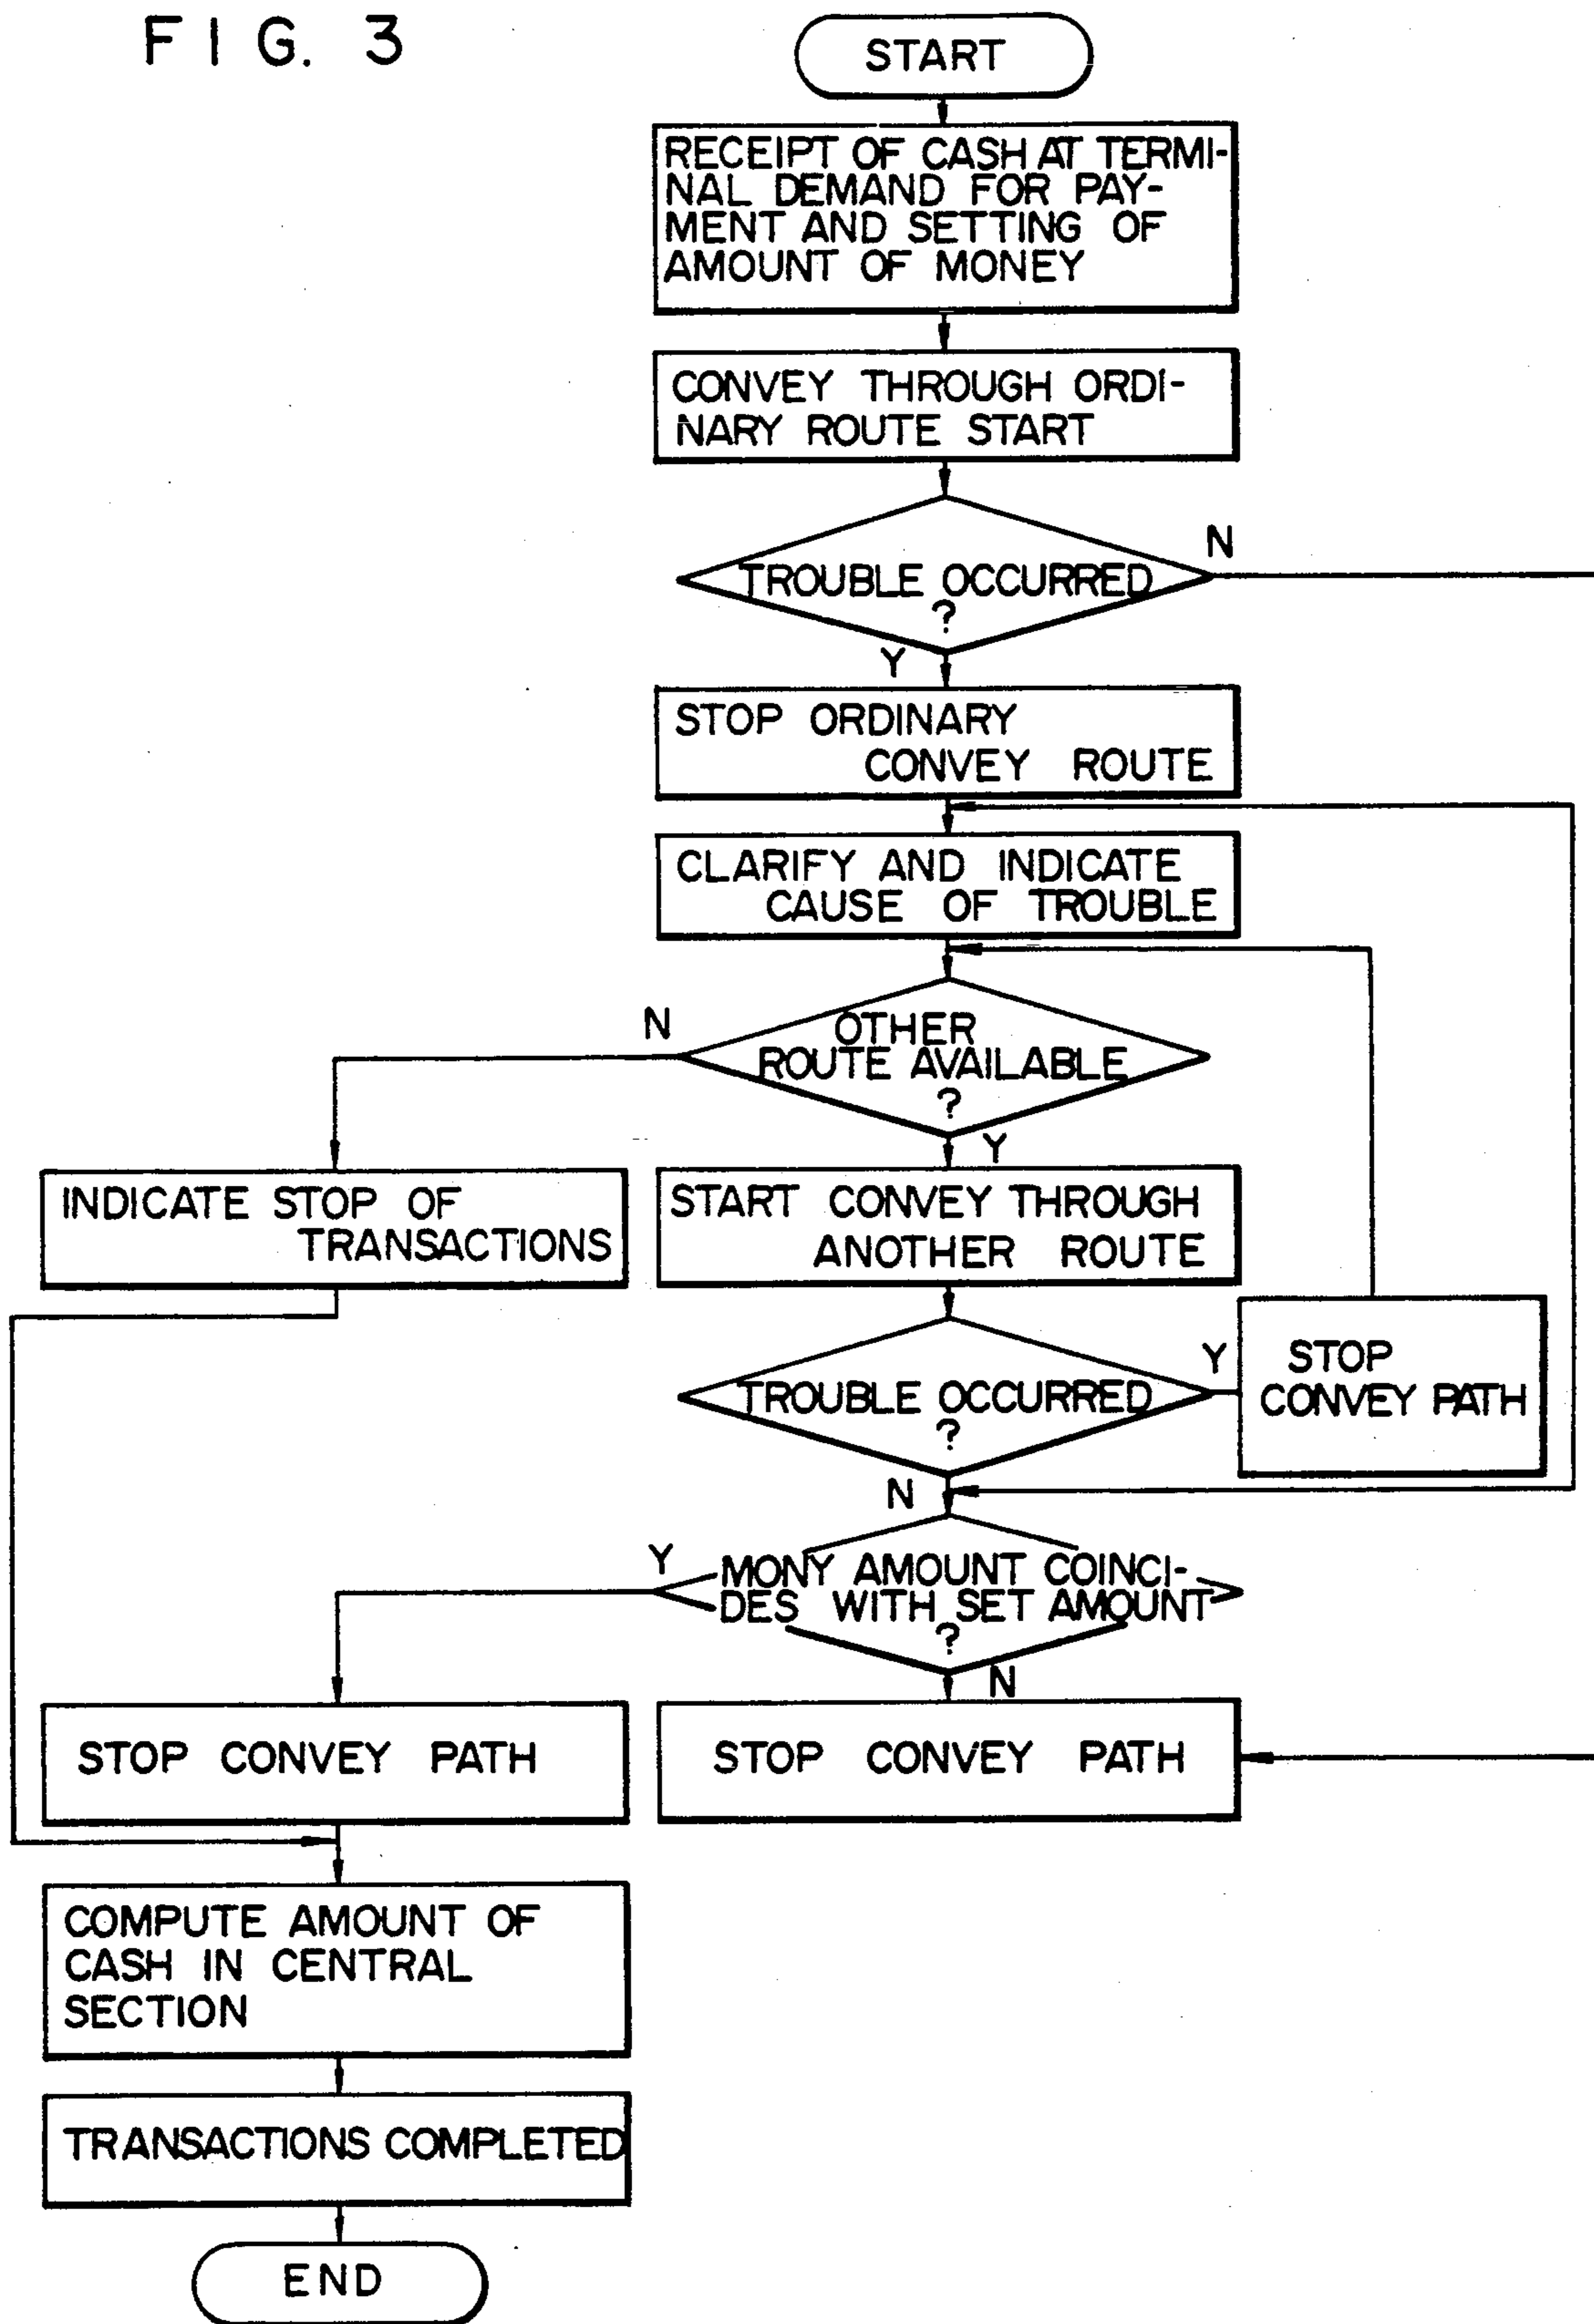 FIG. 3
START
RECEIPT OF CASH AT TERMI-
NAL DEMAND FOR PAY-
MENT AND SETTING OF
AMOUNT OF MONEY
CONVEY THROUGH ORDI-
NARY ROUTE START
N
TROUBLE OCCURRED
?
Y
STOP ORDINARY
CONVEY ROUTE
CLARIFY AND INDICATE
CAUSE OF TROUBLE
N
OTHER
ROUTE AVAILABLE
?
Y
INDICATE STOP OF
TRANSACTIONS
START CONVEY THROUGH
ANOTHER ROUTE
TROUBLE OCCURRED
?
Y
STOP
CONVEY PATH
N
Y
MONY AMOUNT COINCI-
DES WITH SET AMOUNT
?
N
STOP CONVEY PATH
STOP CONVEY PATH
COMPUTE AMOUNT OF
CASH IN CENTRAL
SECTION
TRANSACTIONS COMPLETED
END